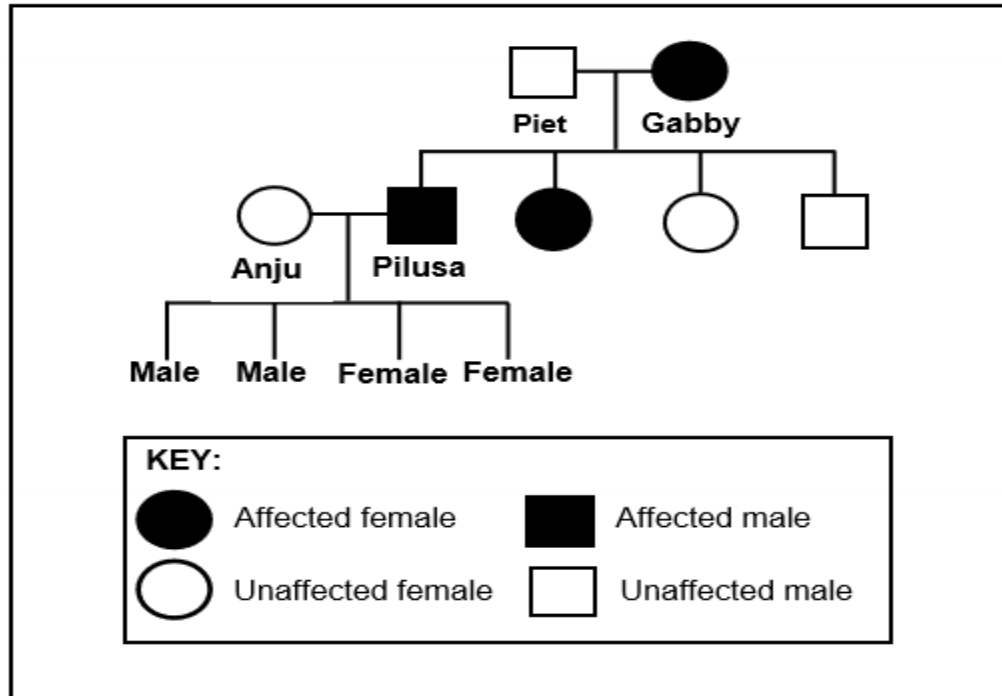 Piet Gabby
Anju Pilusa
Male Male Female Female
KEY:
Affected female Affected male
Unaffected female Unaffected male